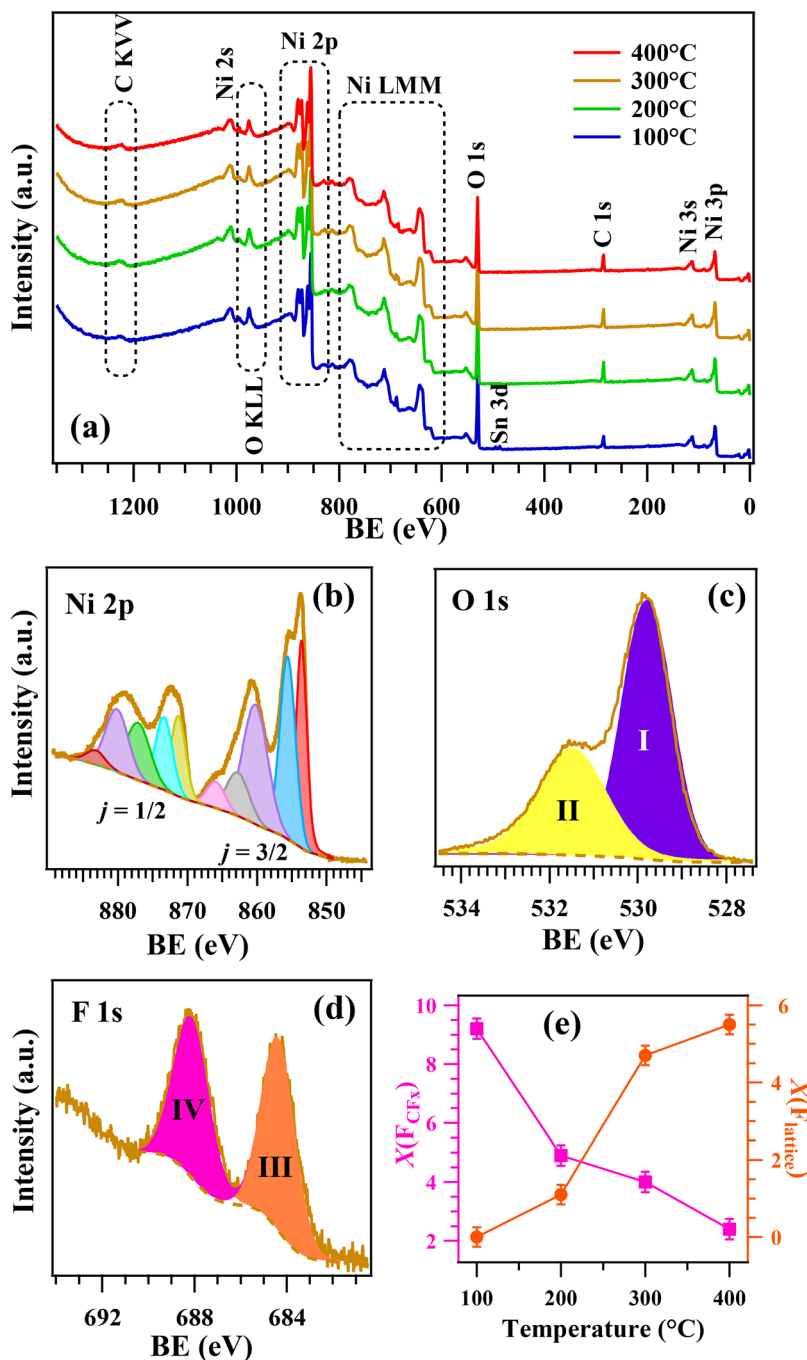 C KVV
Ni 2s
Ni 2p
Ni LMM
400°C
300°C
200°C
100°C
O 1s
C 1s
Ni 3s
Ni 3p
O KLL
Sn 3d
(a)
Intensity (a.u.)
1200 1000 800 600 400 200 0
BE (eV)
Ni 2p
(b)
j = 1/2
j = 3/2
Intensity (a.u.)
880 870 860 850
BE (eV)
O 1s
(c)
I
II
534 532 530 528
BE (eV)
F 1s
(d)
IV
III
Intensity (a.u.)
692 688 684
BE (eV)
(e)
10
8
6
4
2
X(FCFx)
6
4
2
0
X(Flattice)
100 200 300 400
Temperature (°C)